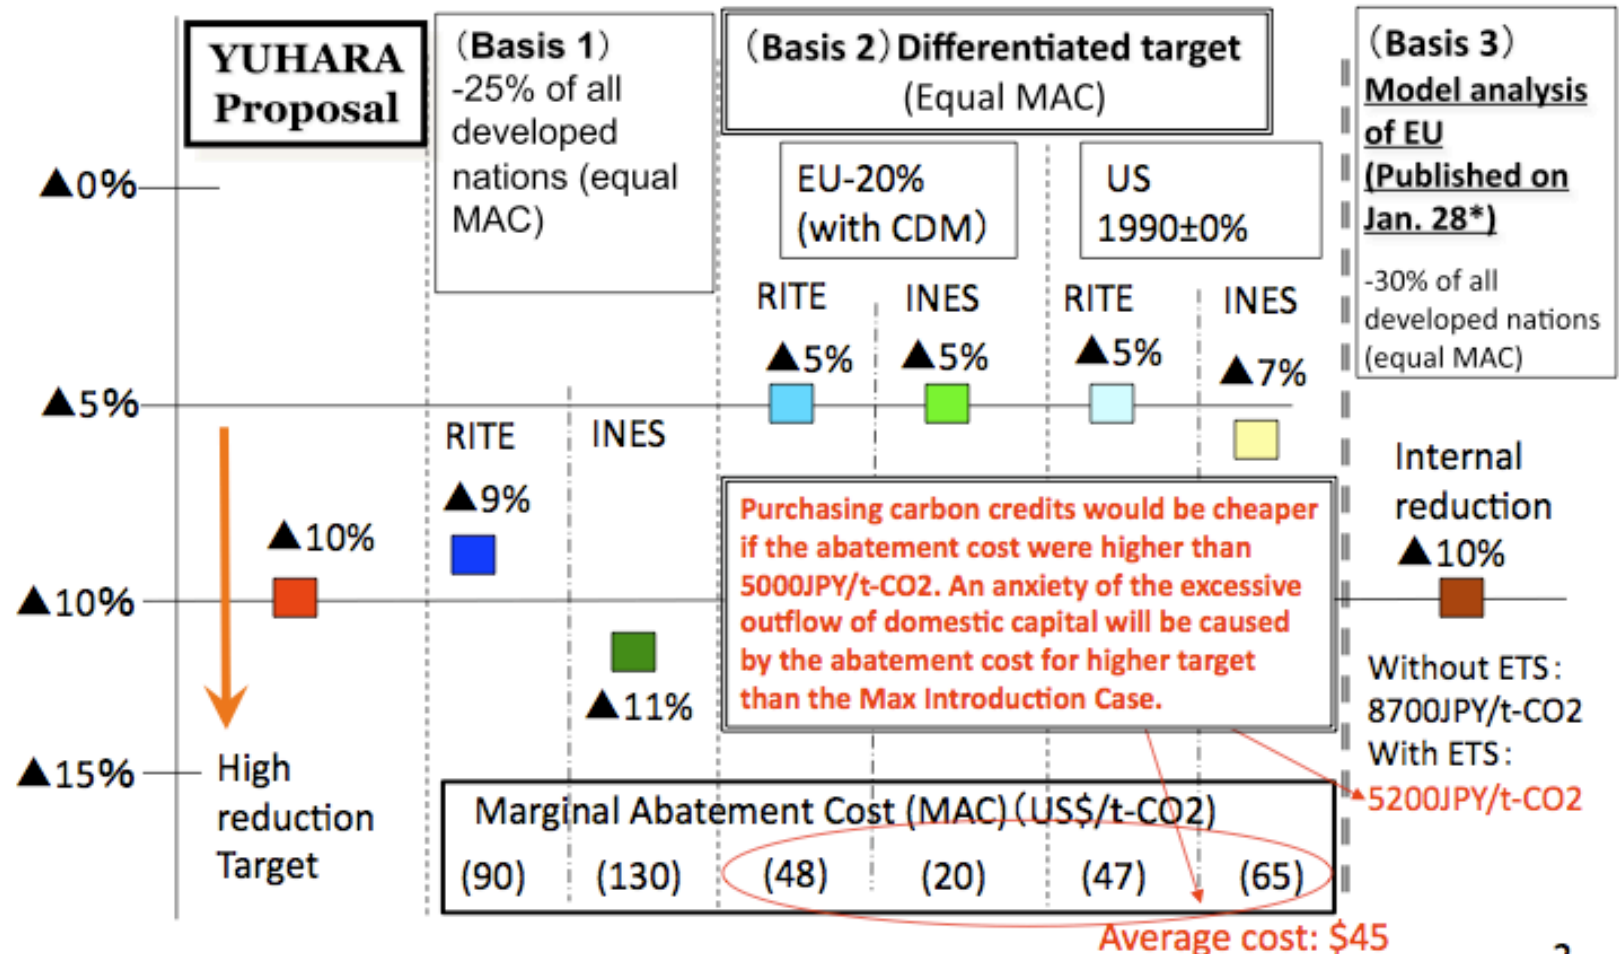 YUHARA
Proposal
（Basis 1）
-25% of all
developed
nations (equal
MAC)
（Basis 2）Differentiated target
(Equal MAC)
EU-20%
(with CDM）
US
1990±0%
（Basis 3）
Model analysis
of EU
(Published on
Jan. 28*)
-30% of all
developed nations
(equal MAC)
▲0%
▲5%
▲10%
▲15%
High
reduction
Target
▲10%
RITE
▲9%
INES
▲11%
RITE
▲5%
INES
▲5%
RITE
▲5%
INES
▲7%
Purchasing carbon credits would be cheaper
if the abatement cost were higher than
5000JPY/t-CO2. An anxiety of the excessive
outflow of domestic capital will be caused
by the abatement cost for higher target
than the Max Introduction Case.
Internal
reduction
▲10%
Without ETS：
8700JPY/t-CO2
With ETS：
5200JPY/t-CO2
Marginal Abatement Cost (MAC)（US$/t-CO2)
(90) (130) (48) (20) (47) (65)
Average cost: $45